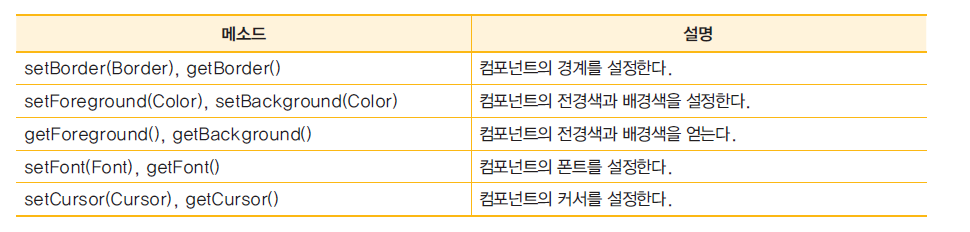 메소드 설명
setBorder(Border), getBorder() 컴포넌트의 경계를 설정한다.
setForeground(Color), setBackground(Color) 컴포넌트의 전경색과 배경색을 설정한다.
getForeground(), getBackground() 컴포넌트의 전경색과 배경색을 얻는다.
setFont(Font), getFont() 컴포넌트의 폰트를 설정한다.
setCursor(Cursor), getCursor() 컴포넌트의 커서를 설정한다.